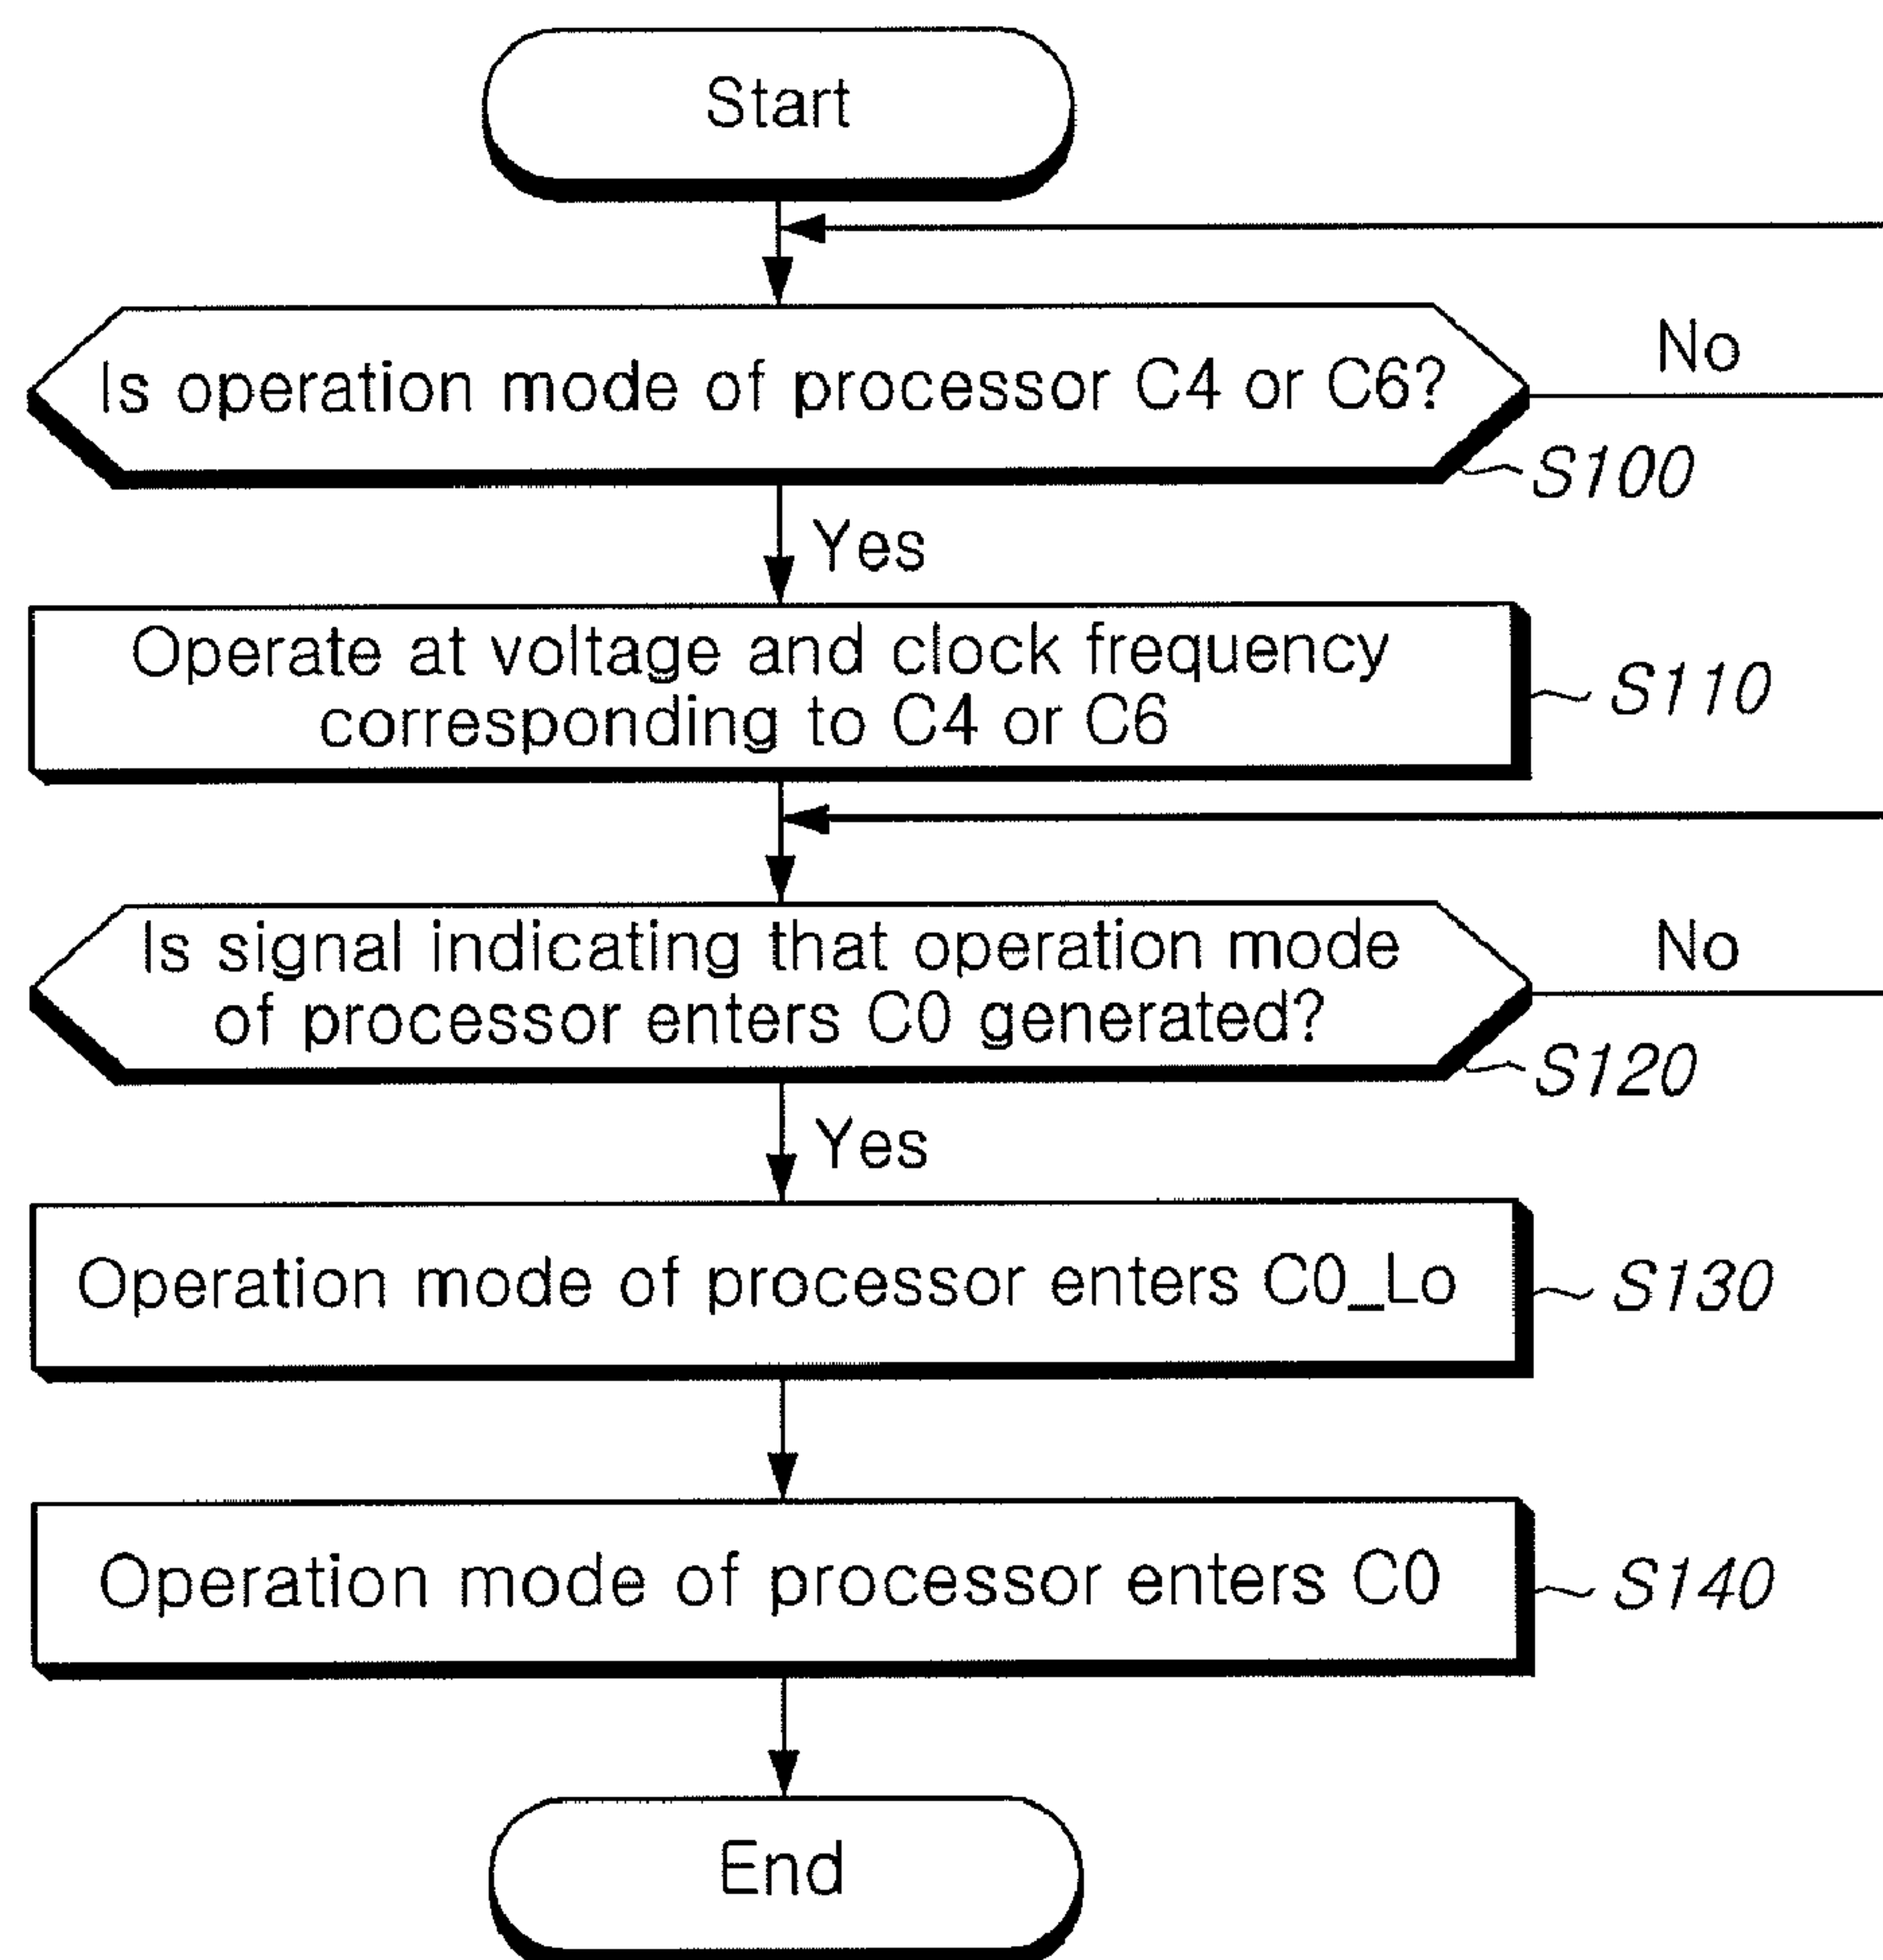 Start
Is operation mode of processor C4 or C6?
No
S100
Yes
Operate at voltage and clock frequency
corresponding to C4 or C6
S110
Is signal indicating that operation mode
of processor enters C0 generated?
No
S120
Yes
Operation mode of processor enters C0_Lo
S130
Operation mode of processor enters C0
S140
End